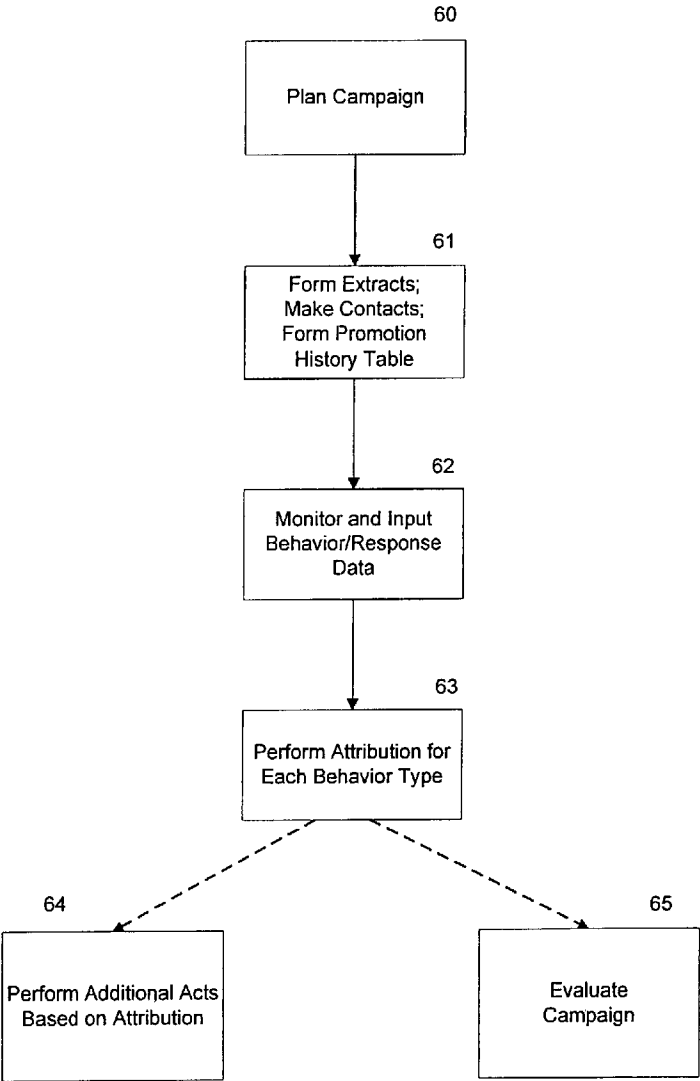 60
Plan Campaign
61
Form Extracts;
Make Contacts;
Form Promotion
History Table
62
Monitor and Input
Behavior/Response
Data
63
Perform Attribution for
Each Behavior Type
64
Perform Additional Acts
Based on Attribution
65
Evaluate
Campaign